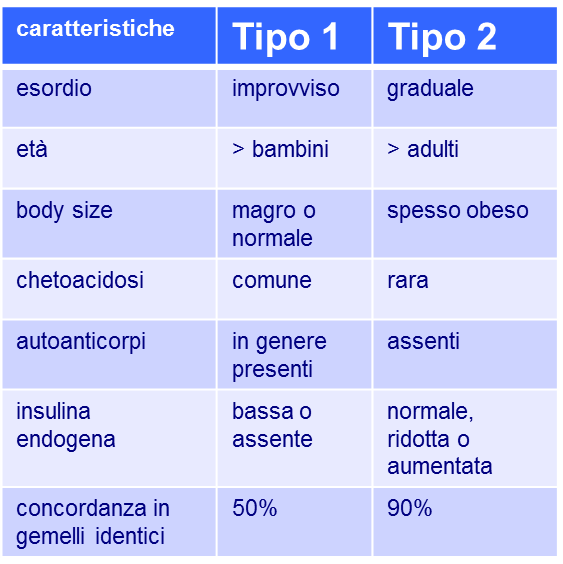 caratteristiche Tipo 1 Tipo 2
esordio improvviso graduale
età > bambini > adulti
body size magro o spesso obeso
normale
chetoacidosi comune rara
autoanticorpi in genere assenti
presenti
insulina bassa o normale,
endogena assente ridotta o
aumentata
concordanza in 50% 90%
gemelli identici